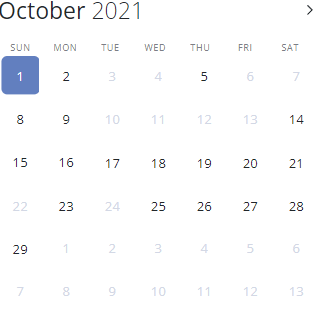 October 2021
SUN MON TUE WED THU FRI SAT
1 2 3 4 5 6 7
8 9 10 11 12 13 14
15 16 17 18 19 20 21
22 23 24 25 26 27 28
29 1 2 3 4 5 6
7 8 9 10 11 12 13